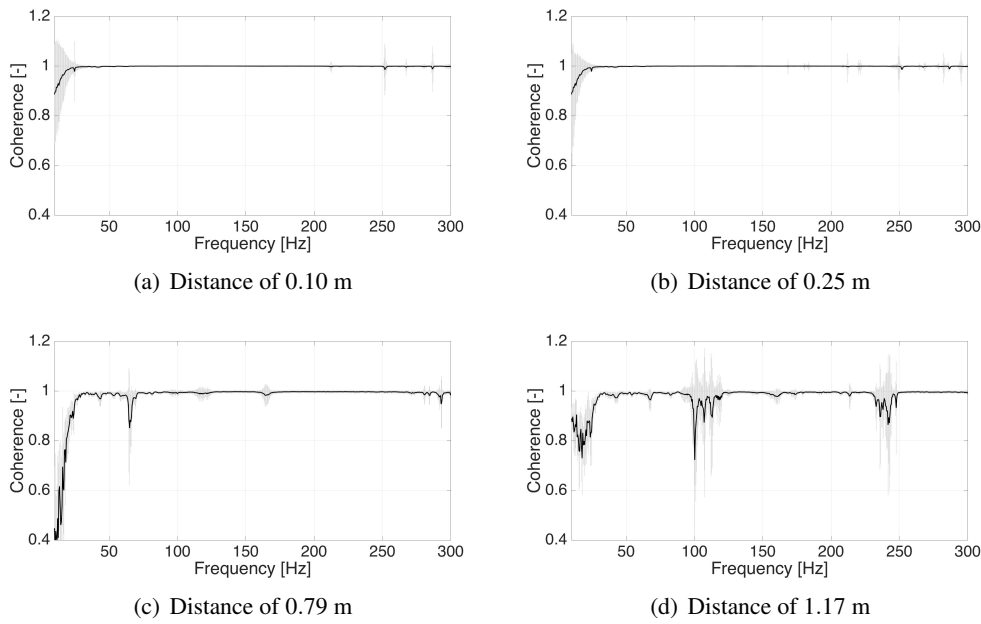 1.2
1
0.8
0.6
0.4
Coherence [-]
50 100 150 200 250 300
Frequency [Hz]
(a) Distance of 0.10 m
1.2
1
0.8
0.6
0.4
Coherence [-]
50 100 150 200 250 300
Frequency [Hz]
(b) Distance of 0.25 m
1.2
1
0.8
0.6
0.4
Coherence [-]
50 100 150 200 250 300
Frequency [Hz]
(c) Distance of 0.79 m
1.2
1
0.8
0.6
0.4
Coherence [-]
50 100 150 200 250 300
Frequency [Hz]
(d) Distance of 1.17 m